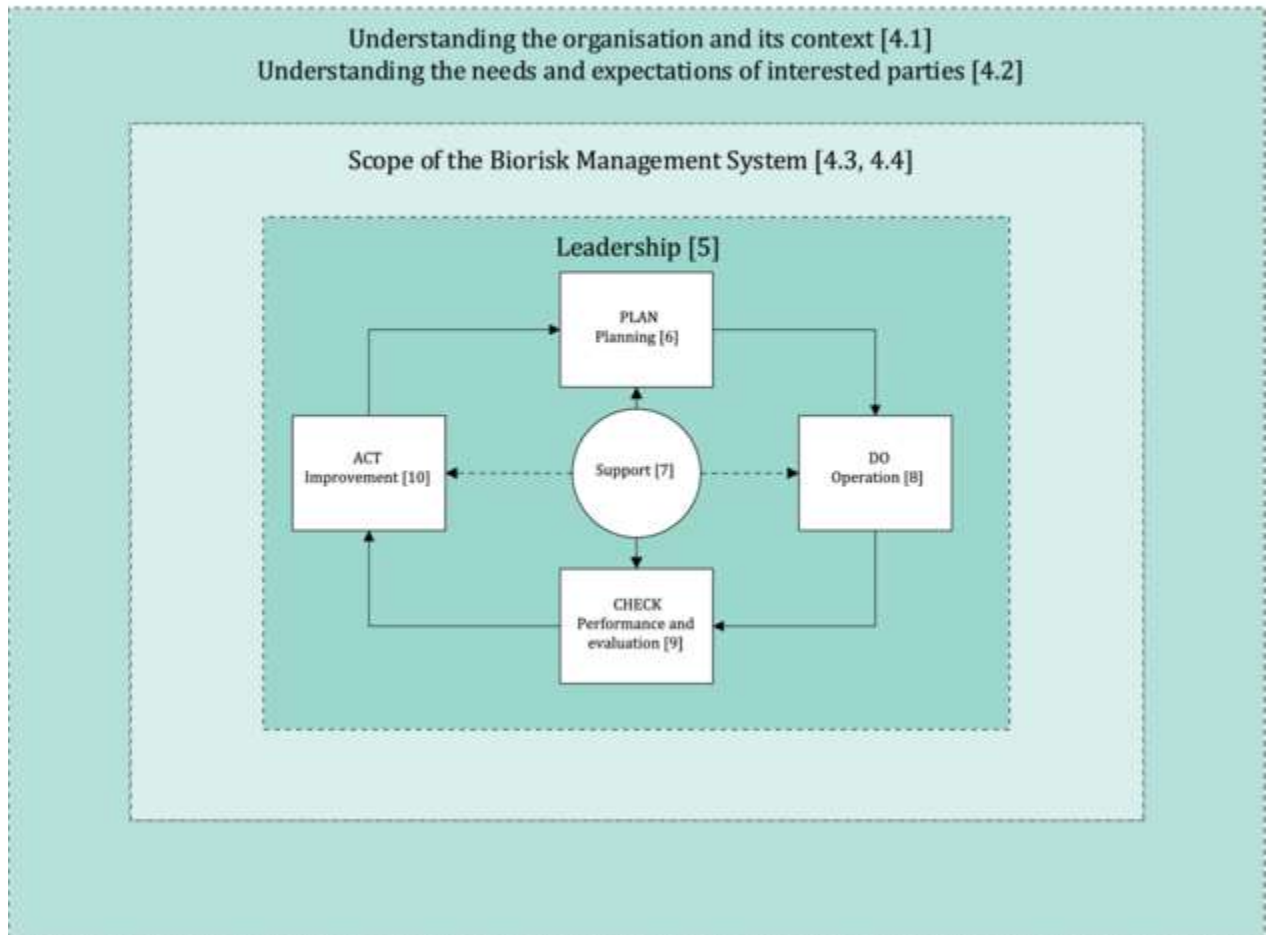 Understanding the organisation and its context [4.1]
Understanding the needs and expectations of interested parties [4.2]
Scope of the Biorisk Management System [4.3, 4.4]
Leadership [5]
PLAN
Planning [6]
ACT
Improvement [10]
Support [7]
DO
Operation [8]
CHECK
Performance and
evaluation [9]